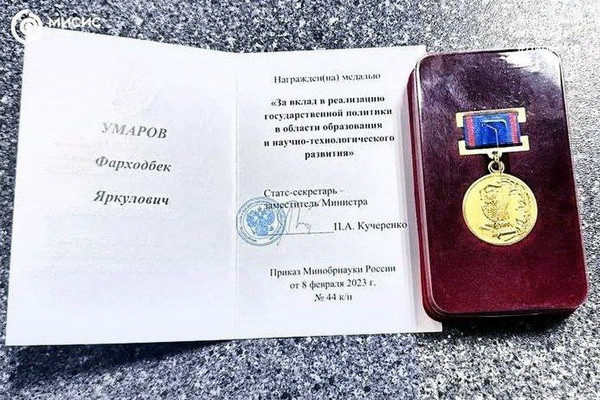 МИСИС
УМАРОВ
Фарходбек
Яркулович
Награжден(на) медалью
«За вклад в реализацию
государственной политики
в области образования
и научно-технологического
развития»
Статс-секретарь –
заместитель Министра
П.А. Кучеренко
Приказ Минобрнауки России
от 8 февраля 2023 г.
№ 44 к/н